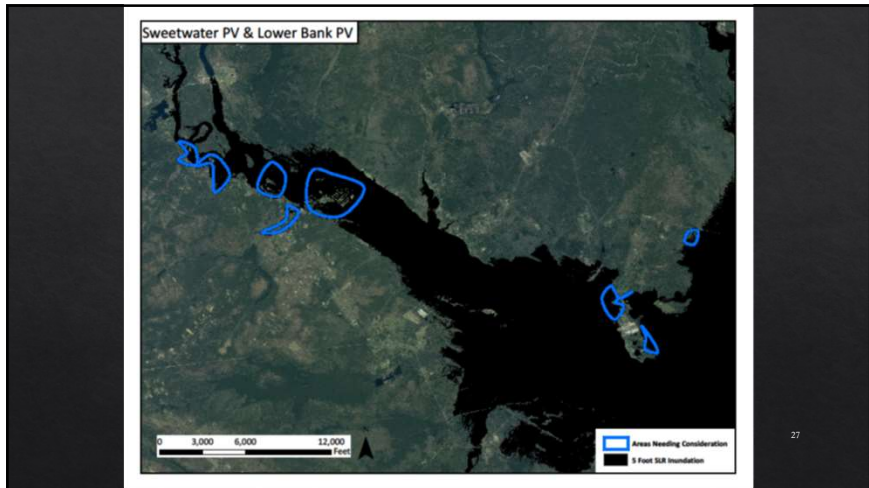 Sweetwater PV & Lower Bank PV
0 3,000 6,000 12,000
Feet
Areas Needing Consideration
5 Foot SLR Inundation
27